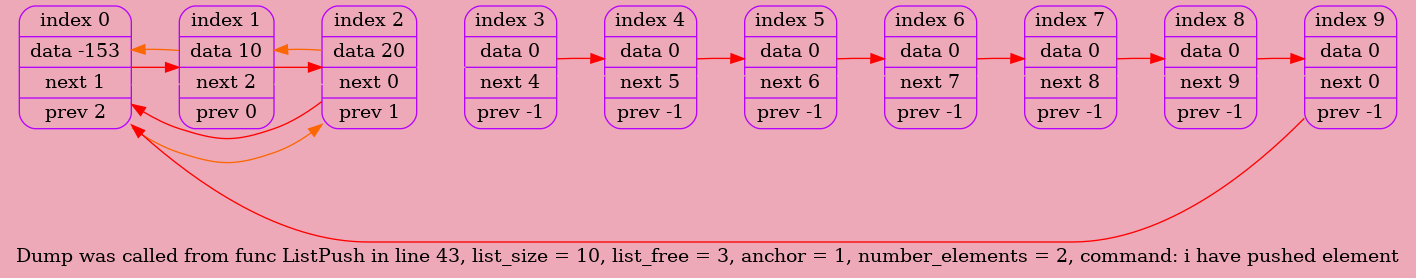 index 0
data -153
next 1
prev 2
index 1
data 10
next 2
prev 0
index 2
data 20
next 0
prev 1
index 3
data 0
next 4
prev -1
index 4
data 0
next 5
prev -1
index 5
data 0
next 6
prev -1
index 6
data 0
next 7
prev -1
index 7
data 0
next 8
prev -1
index 8
data 0
next 9
prev -1
index 9
data 0
next 0
prev -1
Dump was called from func ListPush in line 43, list_size = 10, list_free = 3, anchor = 1, number_elements = 2, command: i have pushed element